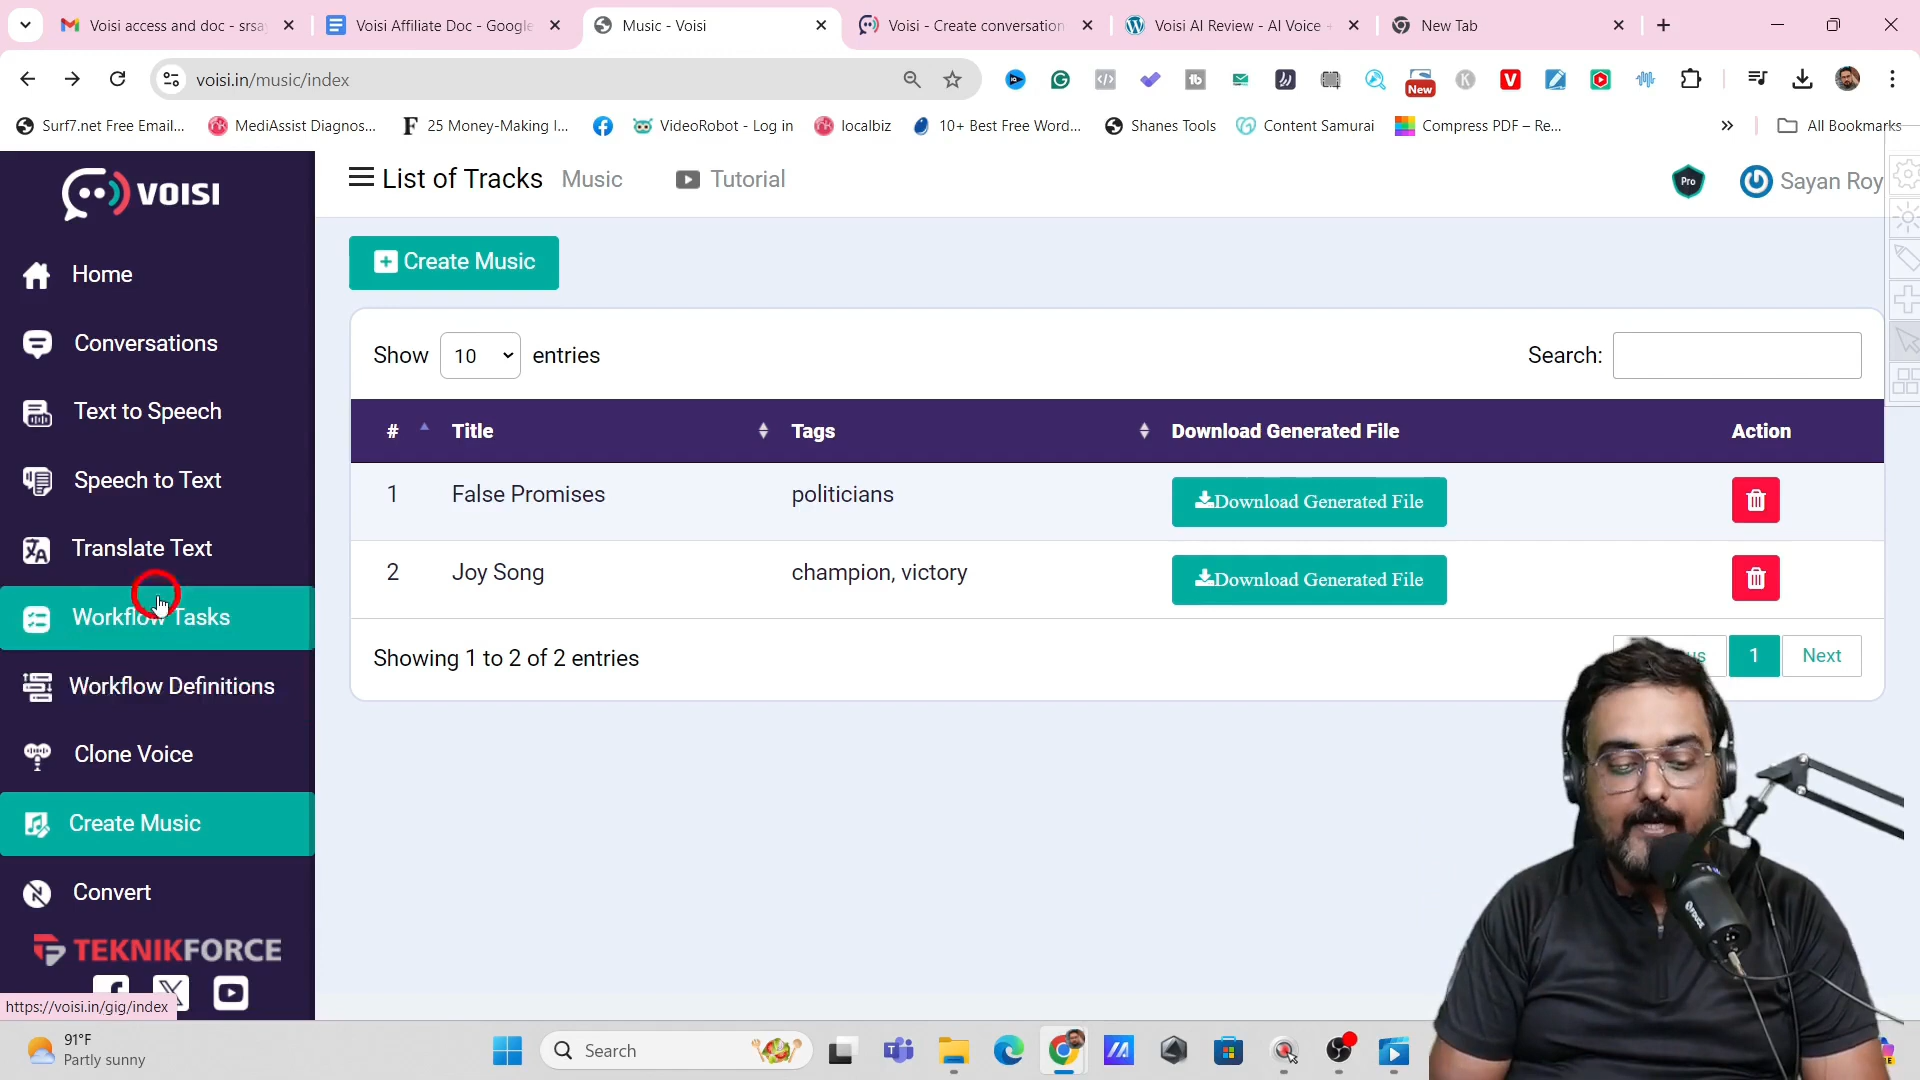 Voisi access and doc - srsa
Voisi Affiliate Doc - Google
Music - Voisi
Voisi - Create conversation
Voisi AI Review - AI Voice
New Tab
voisi.in/music/index
New
Surf7.net Free Email...
MediAssist Diagnos...
25 Money-Making I...
VideoRobot - Log in
localbiz
10+ Best Free Word...
Shanes Tools
Content Samurai
Compress PDF – Re...
All Bookmarks
VOISI
List of Tracks
Music
Tutorial
Pro
Sayan Roy
Home
Conversations
Text to Speech
Speech to Text
Translate Text
Workflow Tasks
Workflow Definitions
Clone Voice
Create Music
Convert
TEKNIKFORCE
https://voisi.in/gig/index
Create Music
Show 10 entries
Search:
# Title Tags Download Generated File Action
1 False Promises politicians Download Generated File
2 Joy Song champion, victory Download Generated File
Showing 1 to 2 of 2 entries
1 Next
91°F
Partly sunny
Search